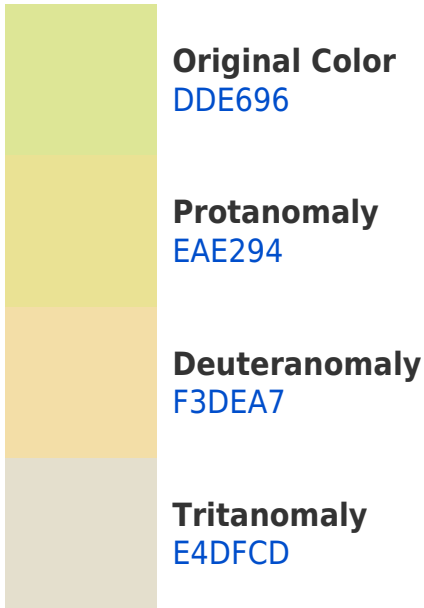 Original Color
DDE696
Protanomaly
EAE294
Deuteranomaly
F3DEA7
Tritanomaly
E4DFCD